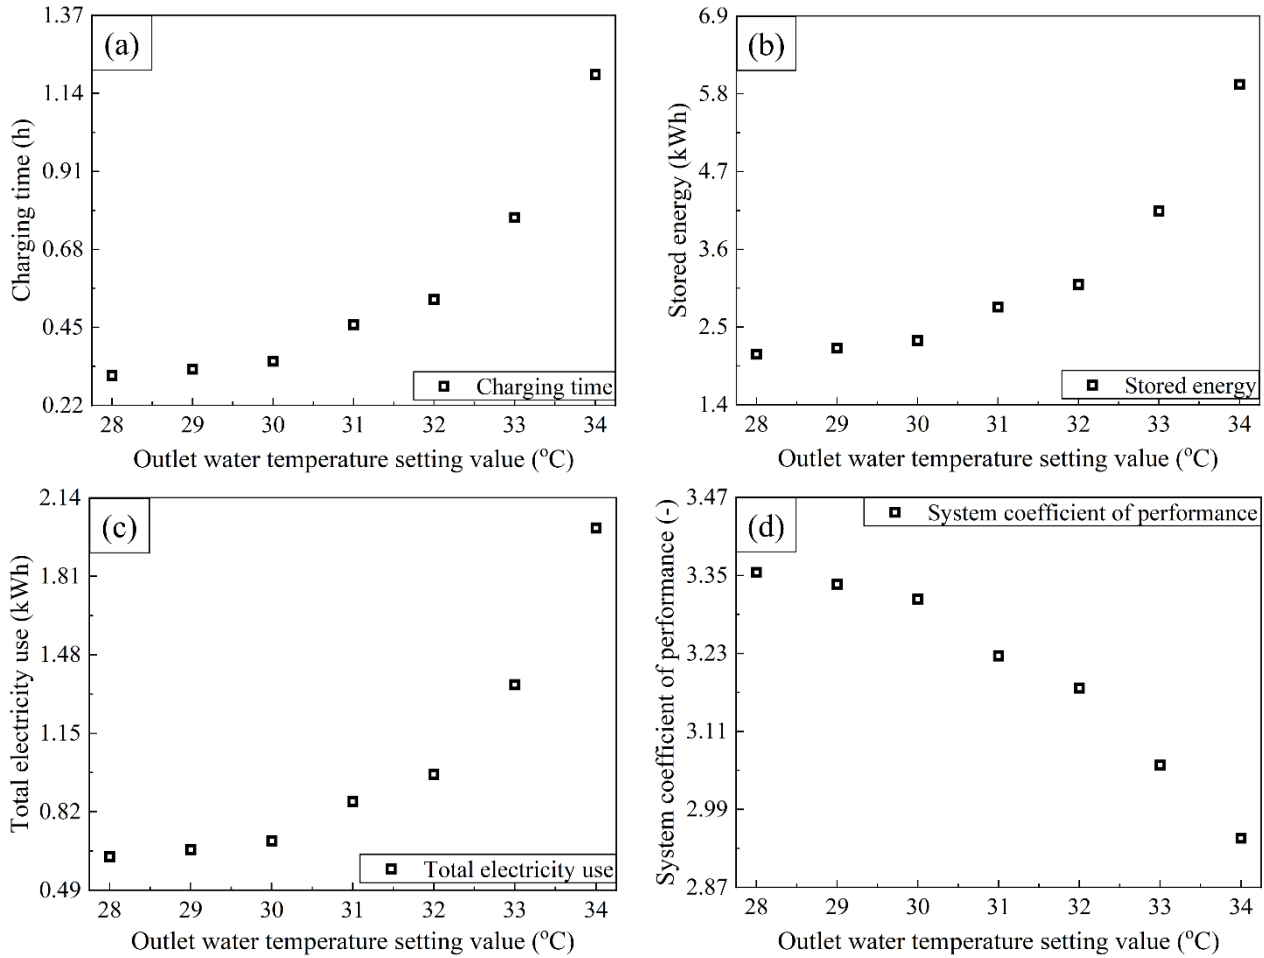 (a)
Charging time (h)
1.37
1.14
0.91
0.68
0.45
0.22
Charging time
28 29 30 31 32 33 34
Outlet water temperature setting value (°C)
(b)
Stored energy (kWh)
6.9
5.8
4.7
3.6
2.5
1.4
Stored energy
28 29 30 31 32 33 34
Outlet water temperature setting value (°C)
(c)
Total electricity use (kWh)
2.14
1.81
1.48
1.15
0.82
0.49
Total electricity use
28 29 30 31 32 33 34
Outlet water temperature setting value (°C)
(d)
System coefficient of performance (-)
3.47
3.35
3.23
3.11
2.99
2.87
System coefficient of performance
28 29 30 31 32 33 34
Outlet water temperature setting value (°C)